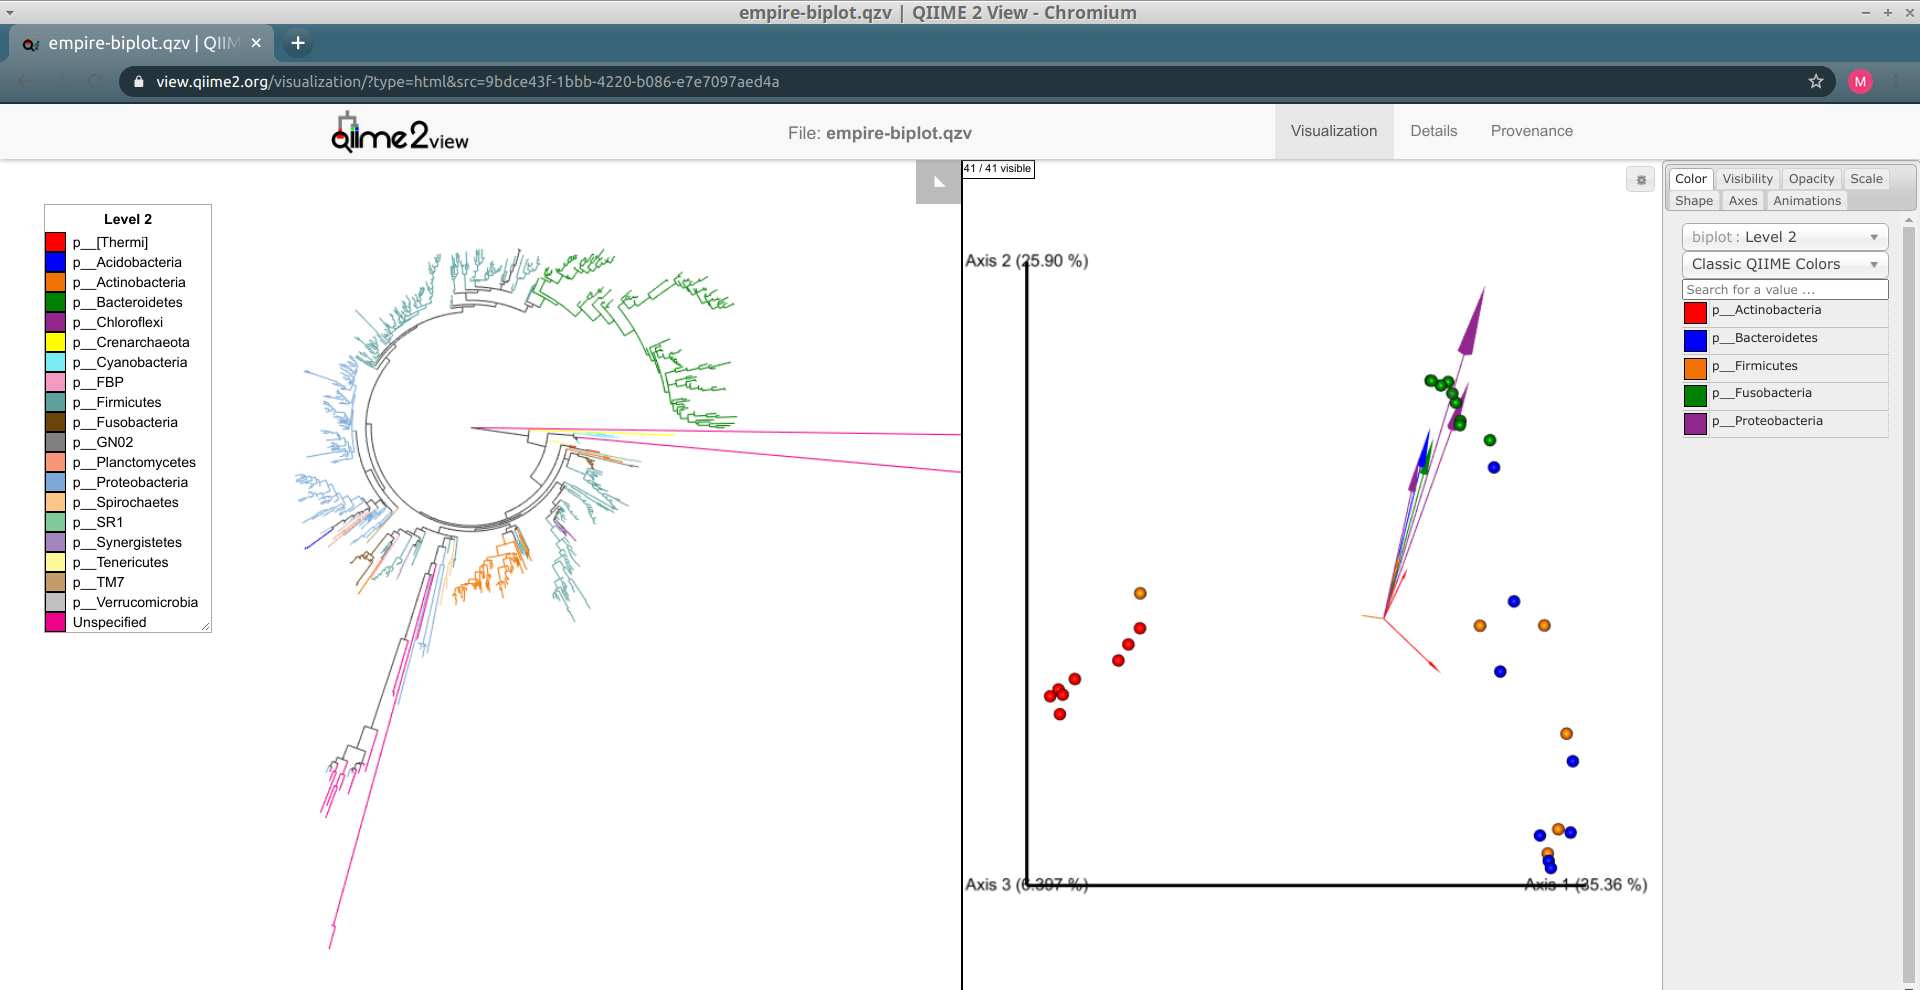 empire-biplot.qzv | QIIME 2 View - Chromium
empire-biplot.qzv | QIIM
view.qiime2.org/visualization/?type=html&src=9bdce43f-1bbb-4220-b086-e7e7097aed4a
M
qiime2view
File: empire-biplot.qzv
Visualization
Details
Provenance
Level 2
p__[Thermi]
p__Acidobacteria
p__Actinobacteria
p__Bacteroidetes
p__Chloroflexi
p__Crenarchaeota
p__Cyanobacteria
p__FBP
p__Firmicutes
p__Fusobacteria
p__GN02
p__Planctomycetes
p__Proteobacteria
p__Spirochaetes
p__SR1
p__Synergistetes
p__Tenericutes
p__TM7
p__Verrucomicrobia
Unspecified
41 / 41 visible
Axis 2 (25.90 %)
Axis 3 (6.397 %)
Axis 1 (35.36 %)
Color
Visibility
Opacity
Scale
Shape
Axes
Animations
biplot : Level 2
Classic QIIME Colors
Search for a value ...
p__Actinobacteria
p__Bacteroidetes
p__Firmicutes
p__Fusobacteria
p__Proteobacteria